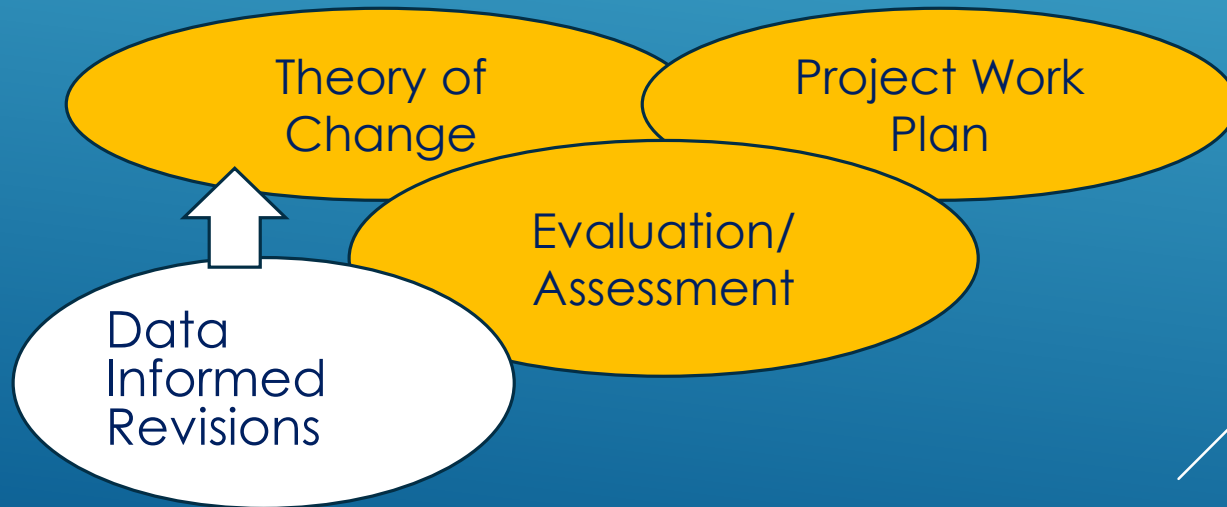 Theory of
Change
Project Work
Plan
Evaluation/
Assessment
Data
Informed
Revisions